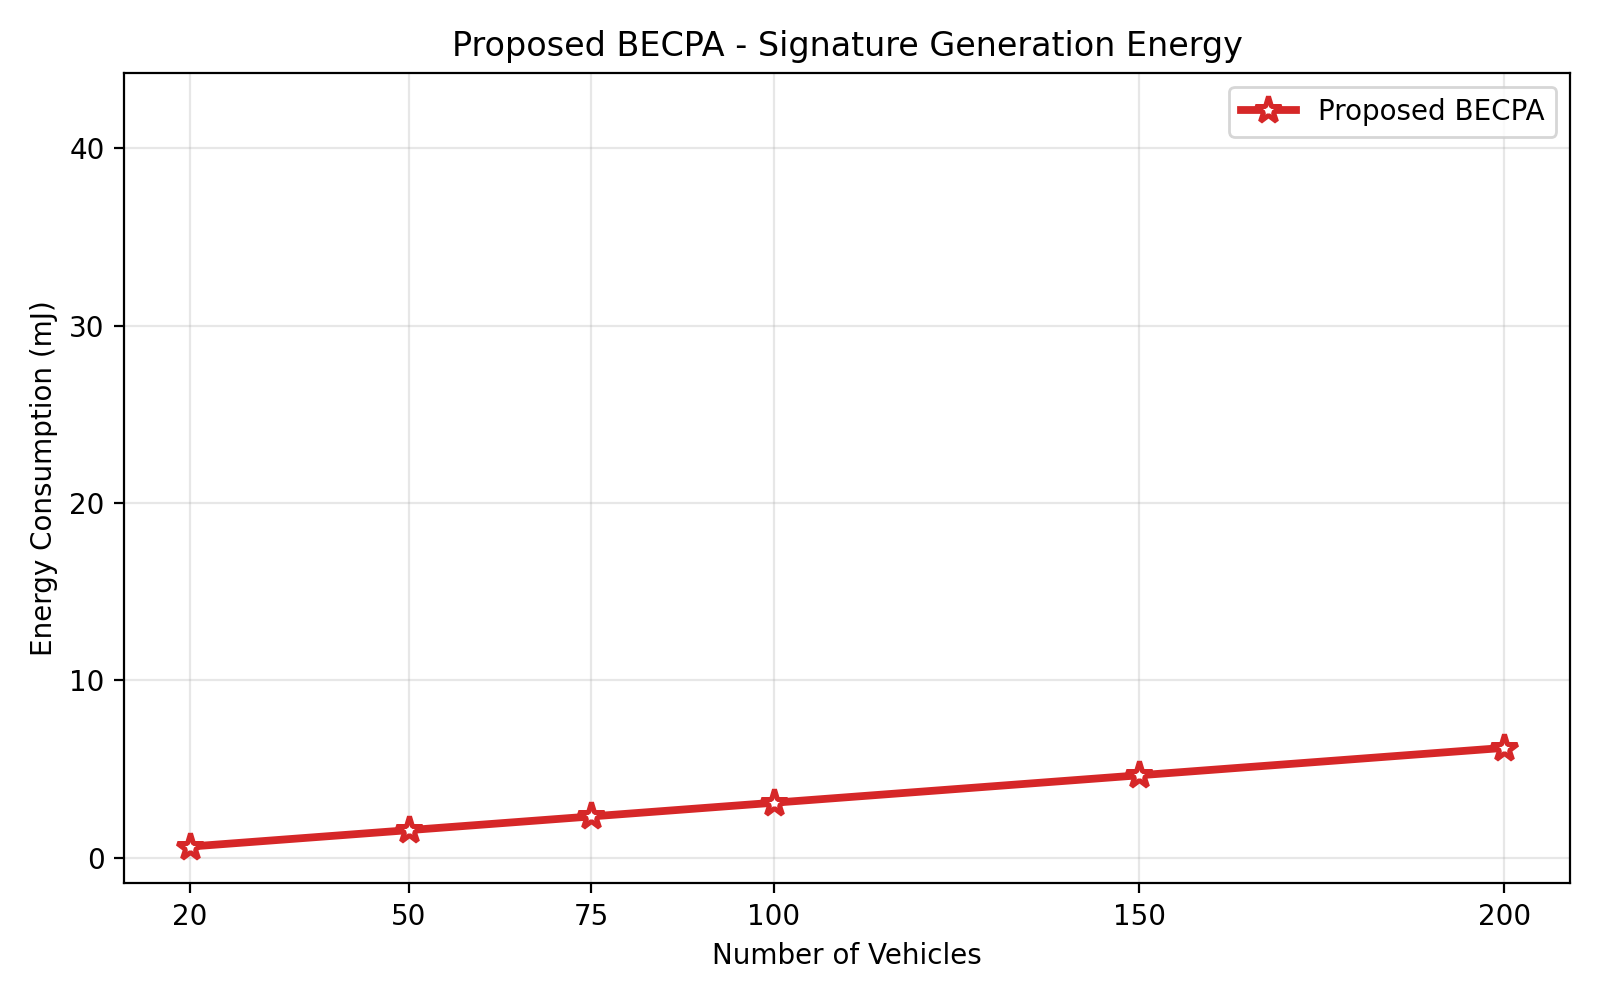 Proposed BECPA - Signature Generation Energy
Proposed BECPA
Energy Consumption (mJ)
40
30
20
10
0
20 50 75 100 150 200
Number of Vehicles